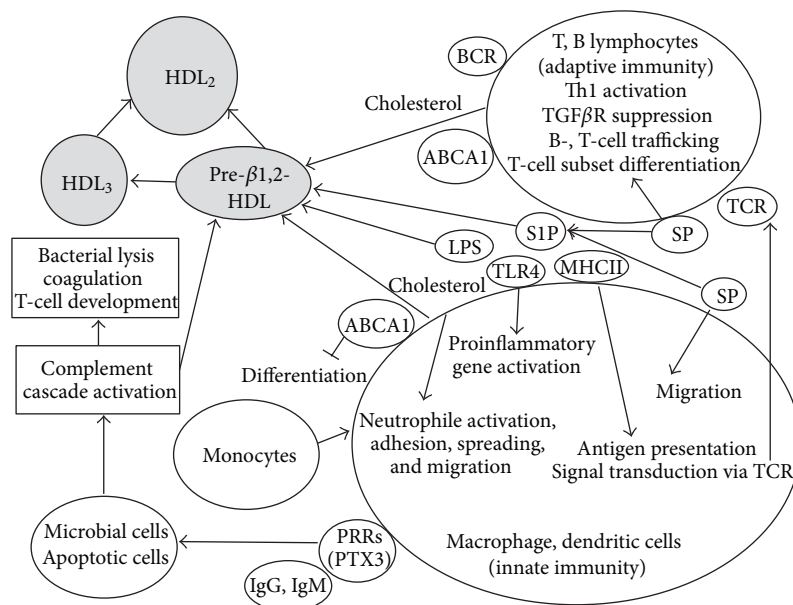 HDL₂
HDL₃
Pre-β1,2-
HDL
BCR
Cholesterol
ABCA1
T, B lymphocytes
(adaptive immunity)
Th1 activation
TGFβR suppression
B-, T-cell trafficking
T-cell subset differentiation
S1P
SP
TCR
LPS
Bacterial lysis
coagulation
T-cell development
Cholesterol
TLR4
MHCII
SP
ABCA1
Complement
cascade activation
Differentiation
Proinflammatory
gene activation
Migration
Monocytes
Neutrophile activation,
adhesion, spreading,
and migration
Antigen presentation
Signal transduction via TCR
Microbial cells
Apoptotic cells
PRRs
(PTX3)
IgG, IgM
Macrophage, dendritic cells
(innate immunity)